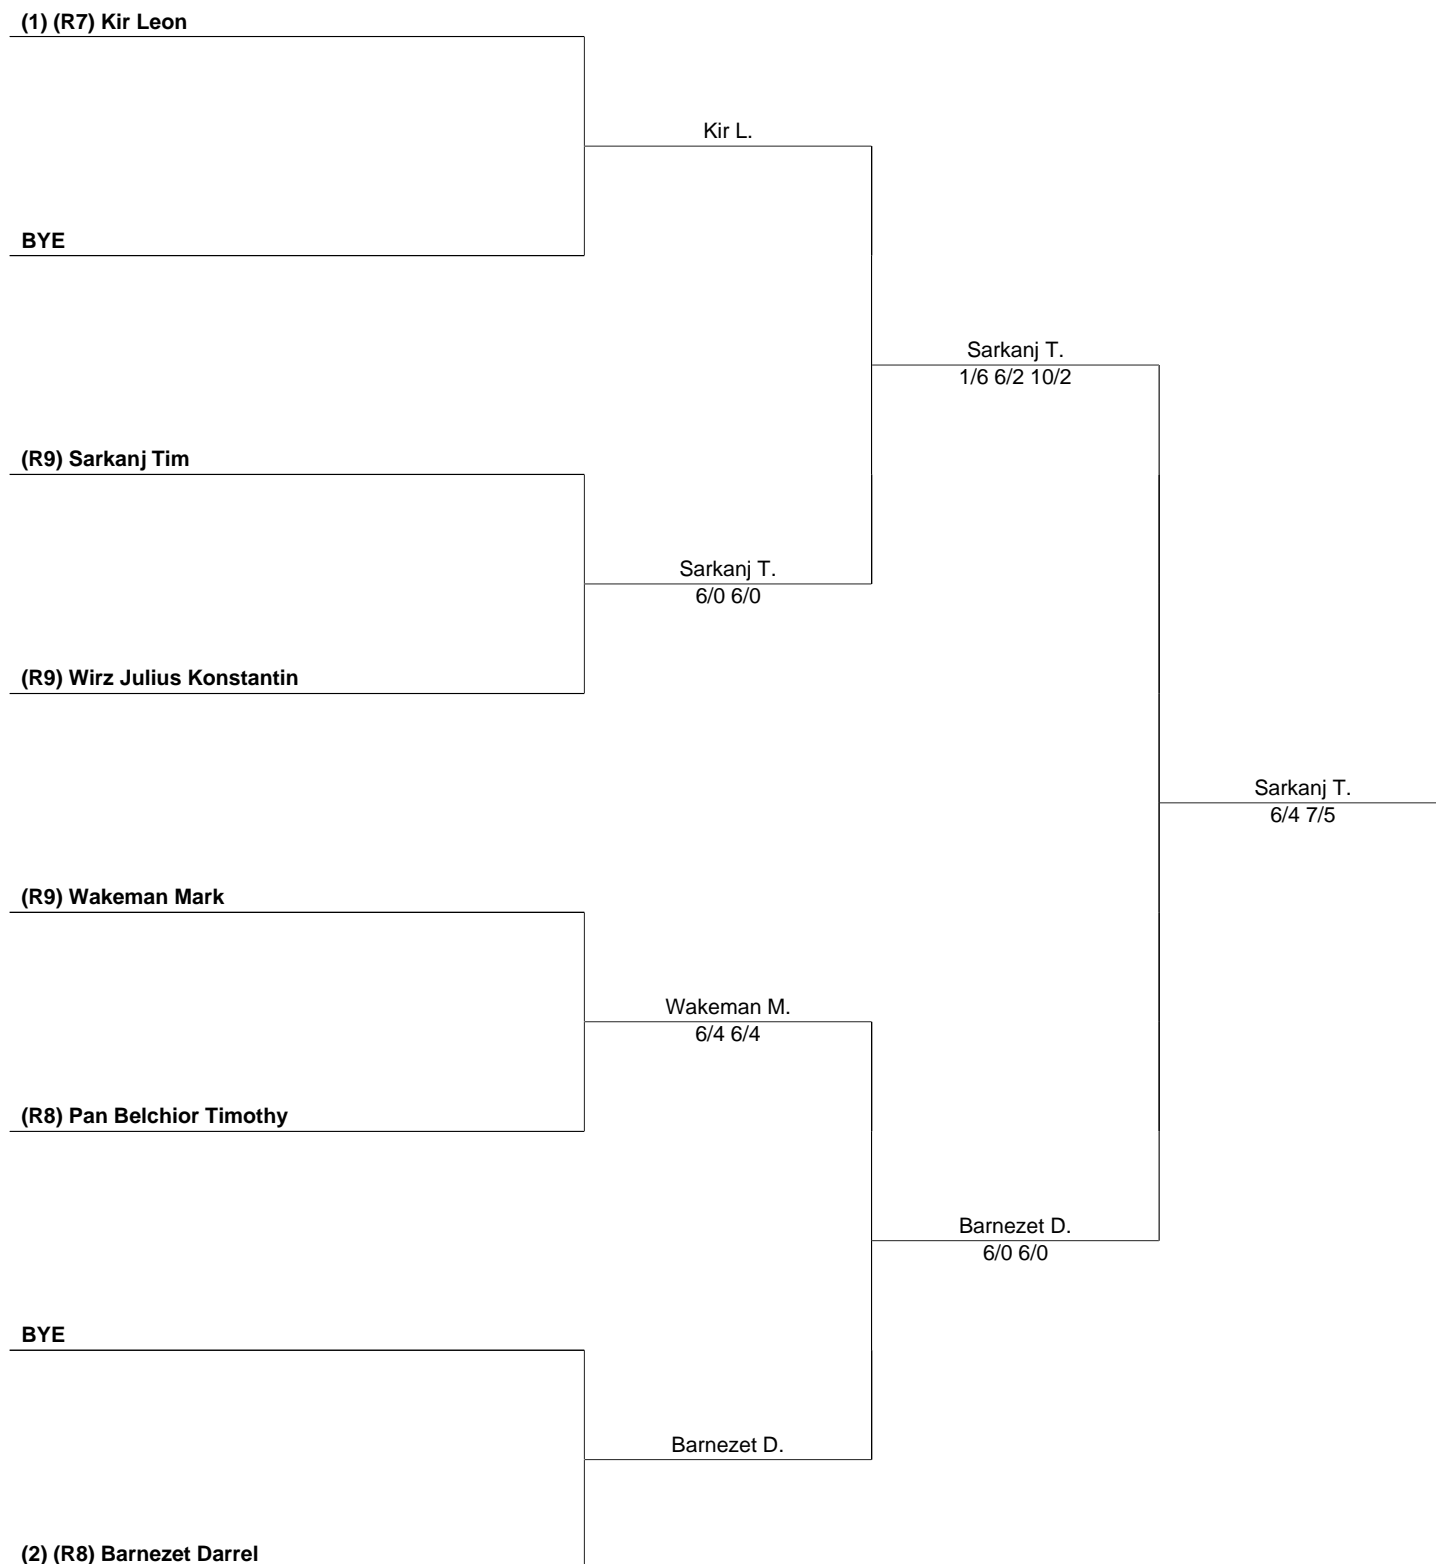 (1) (R7) Kir Leon
Kir L.
BYE
Sarkanj T.
1/6 6/2 10/2
(R9) Sarkanj Tim
Sarkanj T.
6/0 6/0
(R9) Wirz Julius Konstantin
Sarkanj T.
6/4 7/5
(R9) Wakeman Mark
Wakeman M.
6/4 6/4
(R8) Pan Belchior Timothy
Barnezet D.
6/0 6/0
BYE
Barnezet D.
(2) (R8) Barnezet Darrel